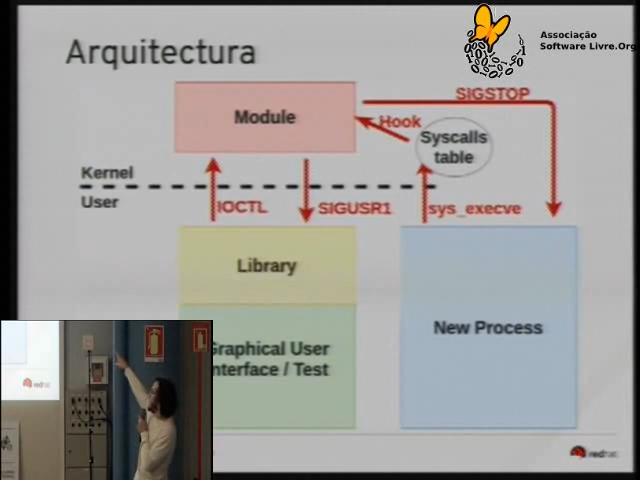 Arquitectura
Associação
Software Livre.Org
Module
SIGSTOP
Hook
Syscalls
table
Kernel
User
IOCTL
SIGUSR1
sys_execve
Library
New Process
Graphical User
Interface / Test
redhat
redhat